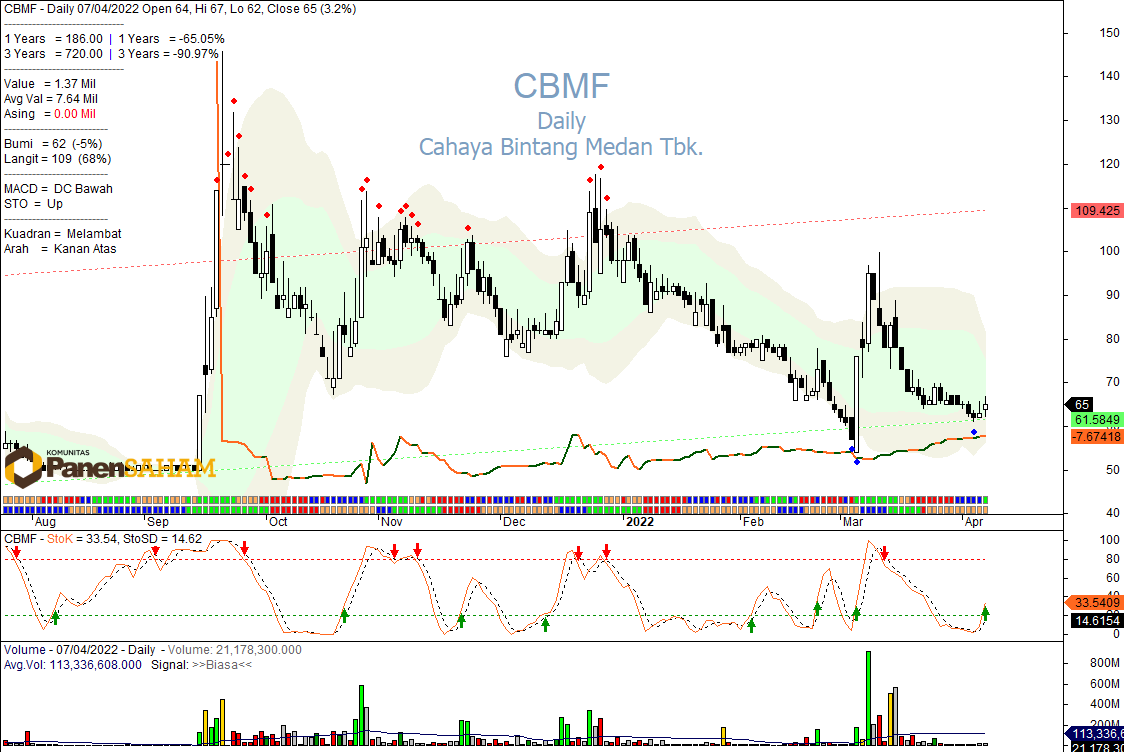 CBMF - Daily 07/04/2022 Open 64, Hi 67, Lo 62, Close 65 (3.2%)
1 Years = 186.00 | 1 Years = -65.05%
3 Years = 720.00 | 3 Years = -90.97%
Value = 1.37 Mil
Avg Val = 7.64 Mil
Asing = 0.00 Mil
Bumi = 62 (-5%)
Langit = 109 (68%)
MACD = DC Bawah
STO = Up
Kuadran = Melambat
Arah = Kanan Atas
CBMF
Daily
Cahaya Bintang Medan Tbk.
KOMUNITAS
PanenSAHAM
150
140
130
120
109.425
100
90
80
70
65
61.5849
-7.67418
50
40
Aug
Sep
Oct
Nov
Dec
2022
Feb
Mar
Apr
CBMF - StoK = 33.54, StoSD = 14.62
100
80
60
33.5409
14.6154
0
Volume - 07/04/2022 - Daily - Volume: 21,178,300.000
Avg.Vol: 113,336,608.000 Signal: >>Biasa<<
800M
600M
400M
200M
113,336,6
21,178,30